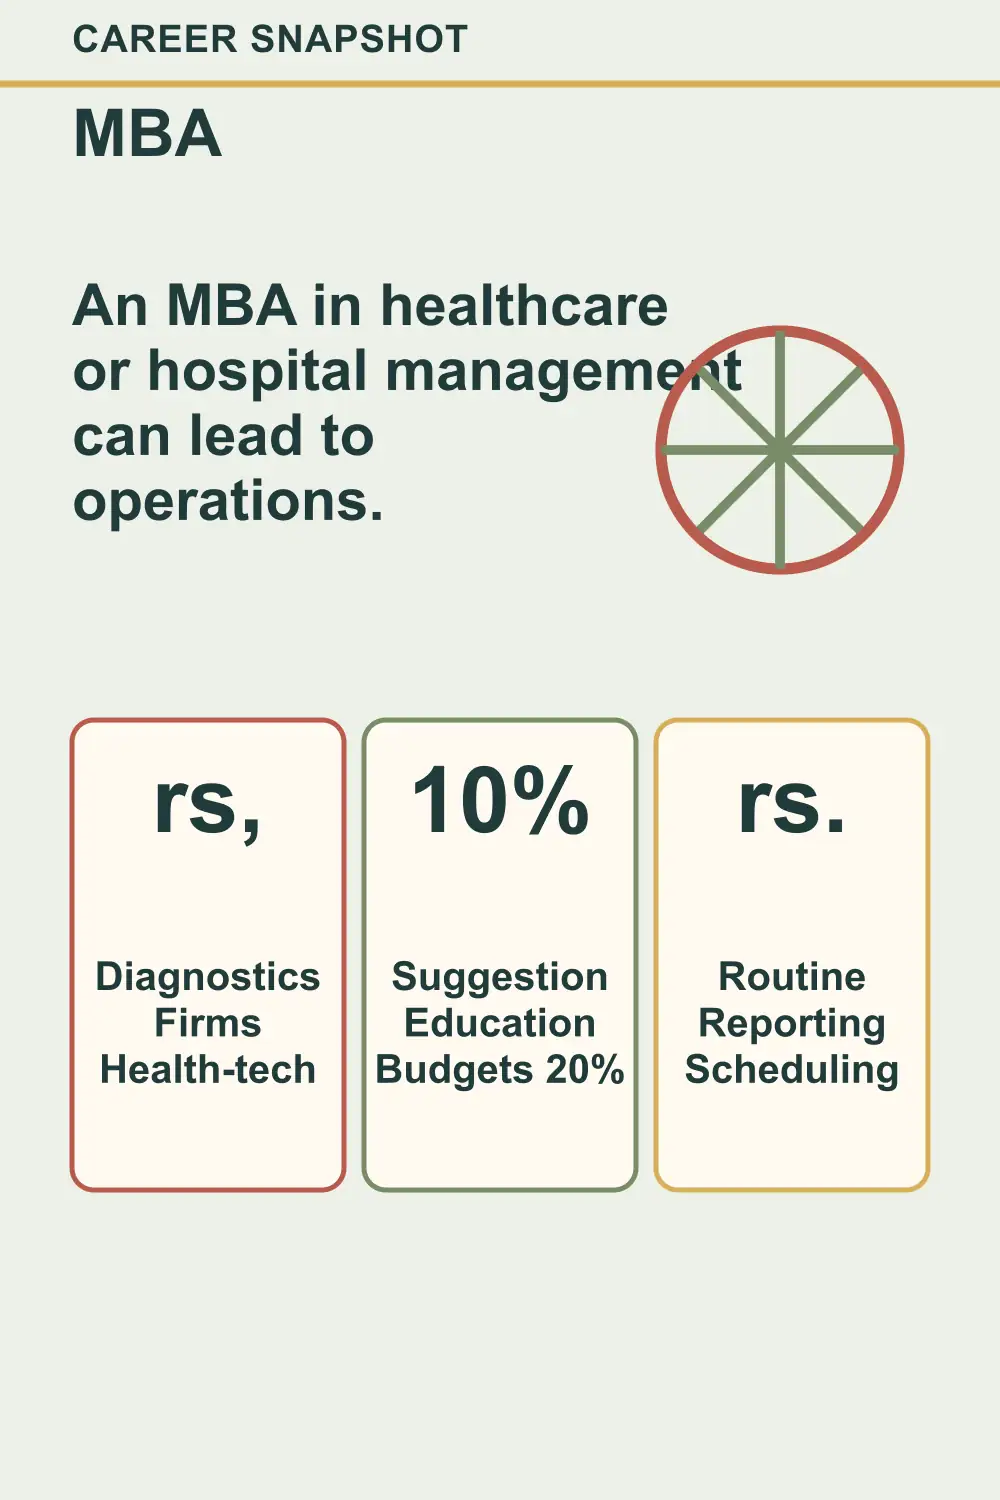 CAREER SNAPSHOT
MBA
An MBA in healthcare
or hospital management
can lead to
operations.
rs,
Diagnostics
Firms
Health-tech
10%
Suggestion
Education
Budgets 20%
rs.
Routine
Reporting
Scheduling